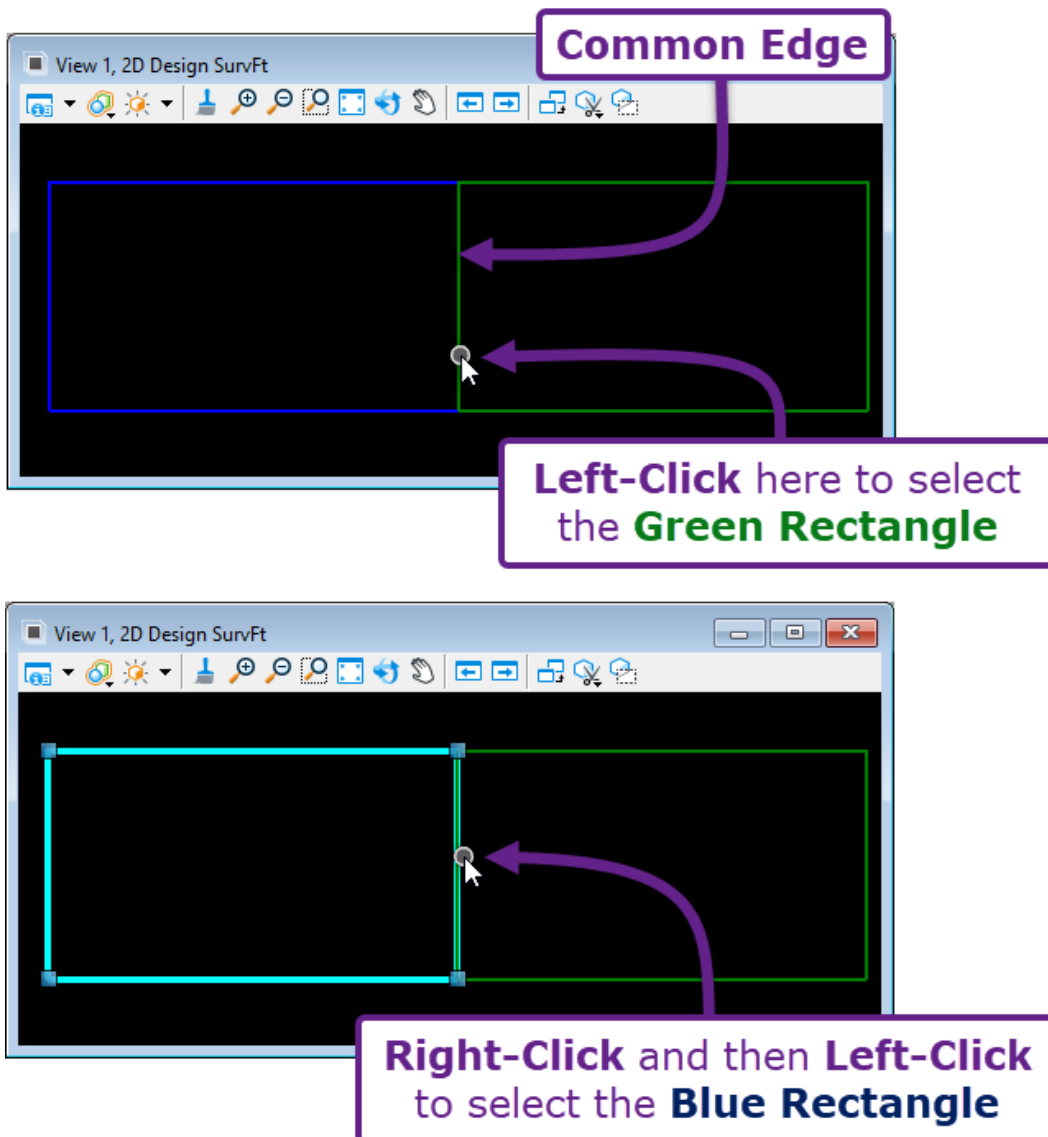 Common Edge
View 1, 2D Design SurvFt
Left-Click here to select
the Green Rectangle
View 1, 2D Design SurvFt
Right-Click and then Left-Click
to select the Blue Rectangle